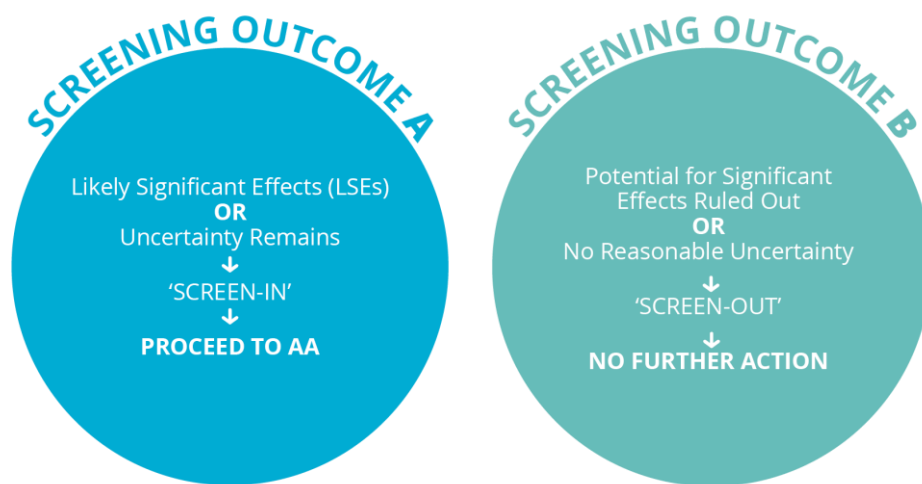 SCREENING OUTCOME A
Likely Significant Effects (LSEs)
OR
Uncertainty Remains
↓
‘SCREEN-IN’
↓
PROCEED TO AA
SCREENING OUTCOME B
Potential for Significant
Effects Ruled Out
OR
No Reasonable Uncertainty
↓
‘SCREEN-OUT’
↓
NO FURTHER ACTION